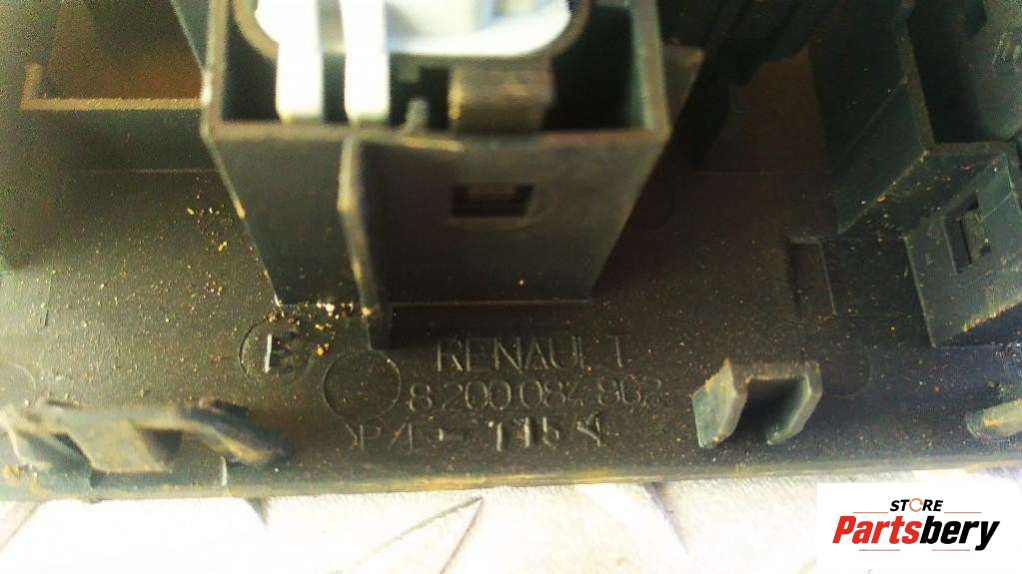 E
RENAULT
8200084862
STORE
Partsbery